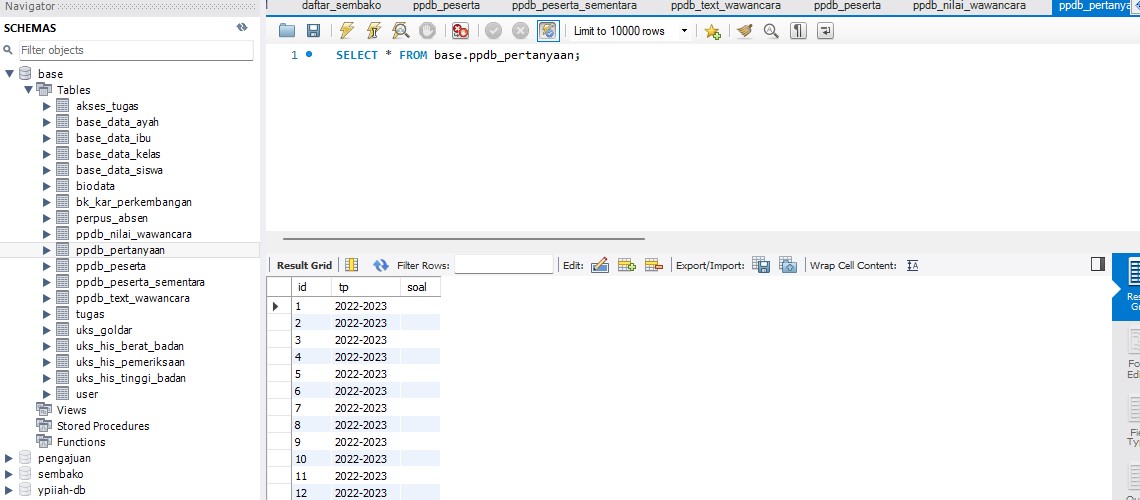 Navigator
daftar_sembako ppdb_peserta ppdb_peserta_sementara ppdb_text_wawancara ppdb_peserta ppdb_nilai_wawancara ppdb_pertanya
SCHEMAS
Limit to 10000 rows
Filter objects
1 SELECT * FROM base.ppdb_pertanyaan;
base
Tables
akses_tugas
base_data_ayah
base_data_ibu
base_data_kelas
base_data_siswa
biodata
bk_kar_perkembangan
perpus_absen
ppdb_nilai_wawancara
ppdb_pertanyaan
ppdb_peserta
ppdb_peserta_sementara
ppdb_text_wawancara
tugas
uks_goldar
uks_his_berat_badan
uks_his_pemeriksaan
uks_his_tinggi_badan
user
Views
Stored Procedures
Functions
pengajuan
sembako
ypiiah-db
Result Grid Filter Rows: Edit: Export/Import: Wrap Cell Content:
id tp soal
1 2022-2023
2 2022-2023
3 2022-2023
4 2022-2023
5 2022-2023
6 2022-2023
7 2022-2023
8 2022-2023
9 2022-2023
10 2022-2023
11 2022-2023
12 2022-2023
Res
Gr
Fo
Edi
Fie
Typ